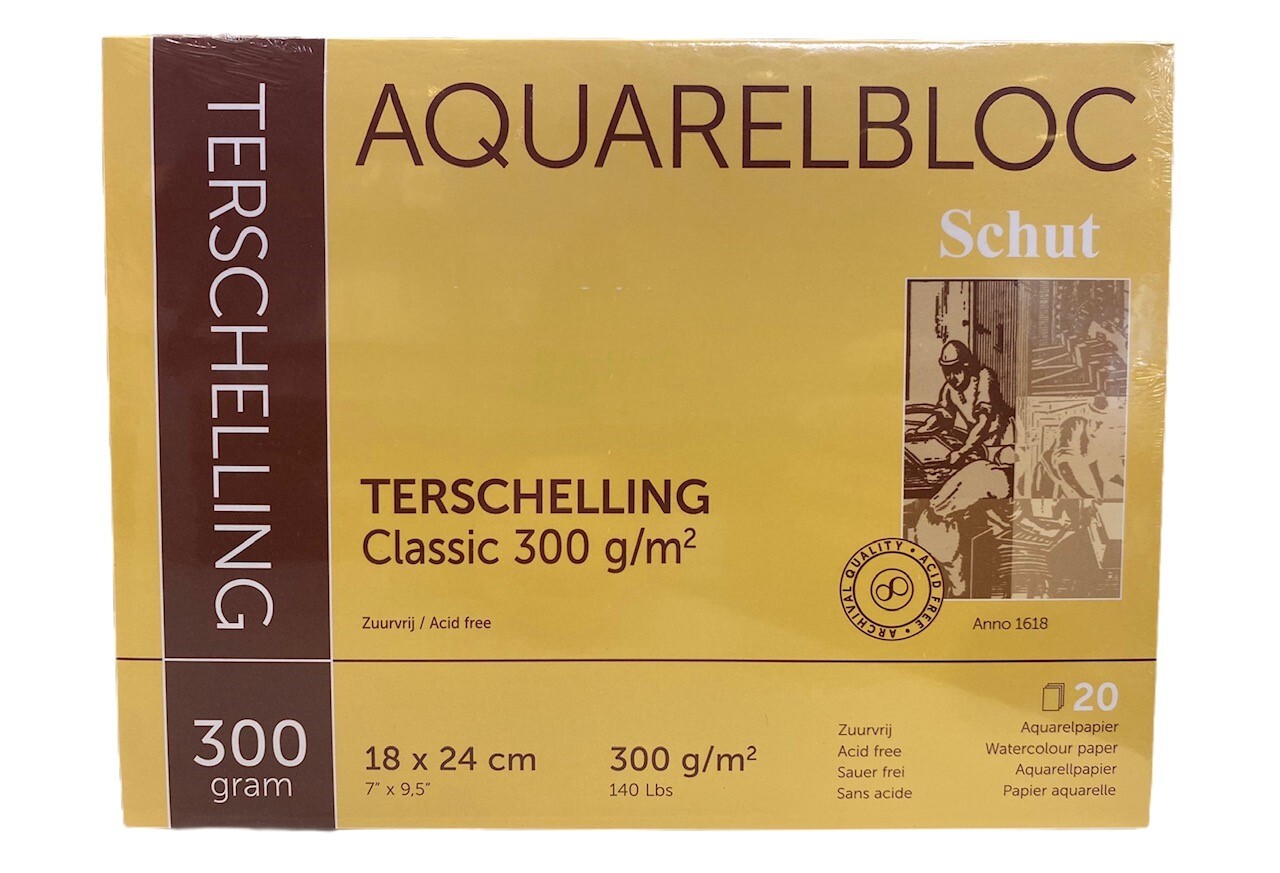 TERSCHELLING
AQUARELBLOC
Schut
TERSCHELLING
Classic 300 g/m²
Zuurvrij / Acid free
ARCHIVAL QUALITY • ACID FREE •
Anno 1618
300
gram
18 x 24 cm
7” x 9,5”
300 g/m²
140 Lbs
Zuurvrij
Acid free
Sauer frei
Sans acide
20
Aquarelpapier
Watercolour paper
Aquarellpapier
Papier aquarelle